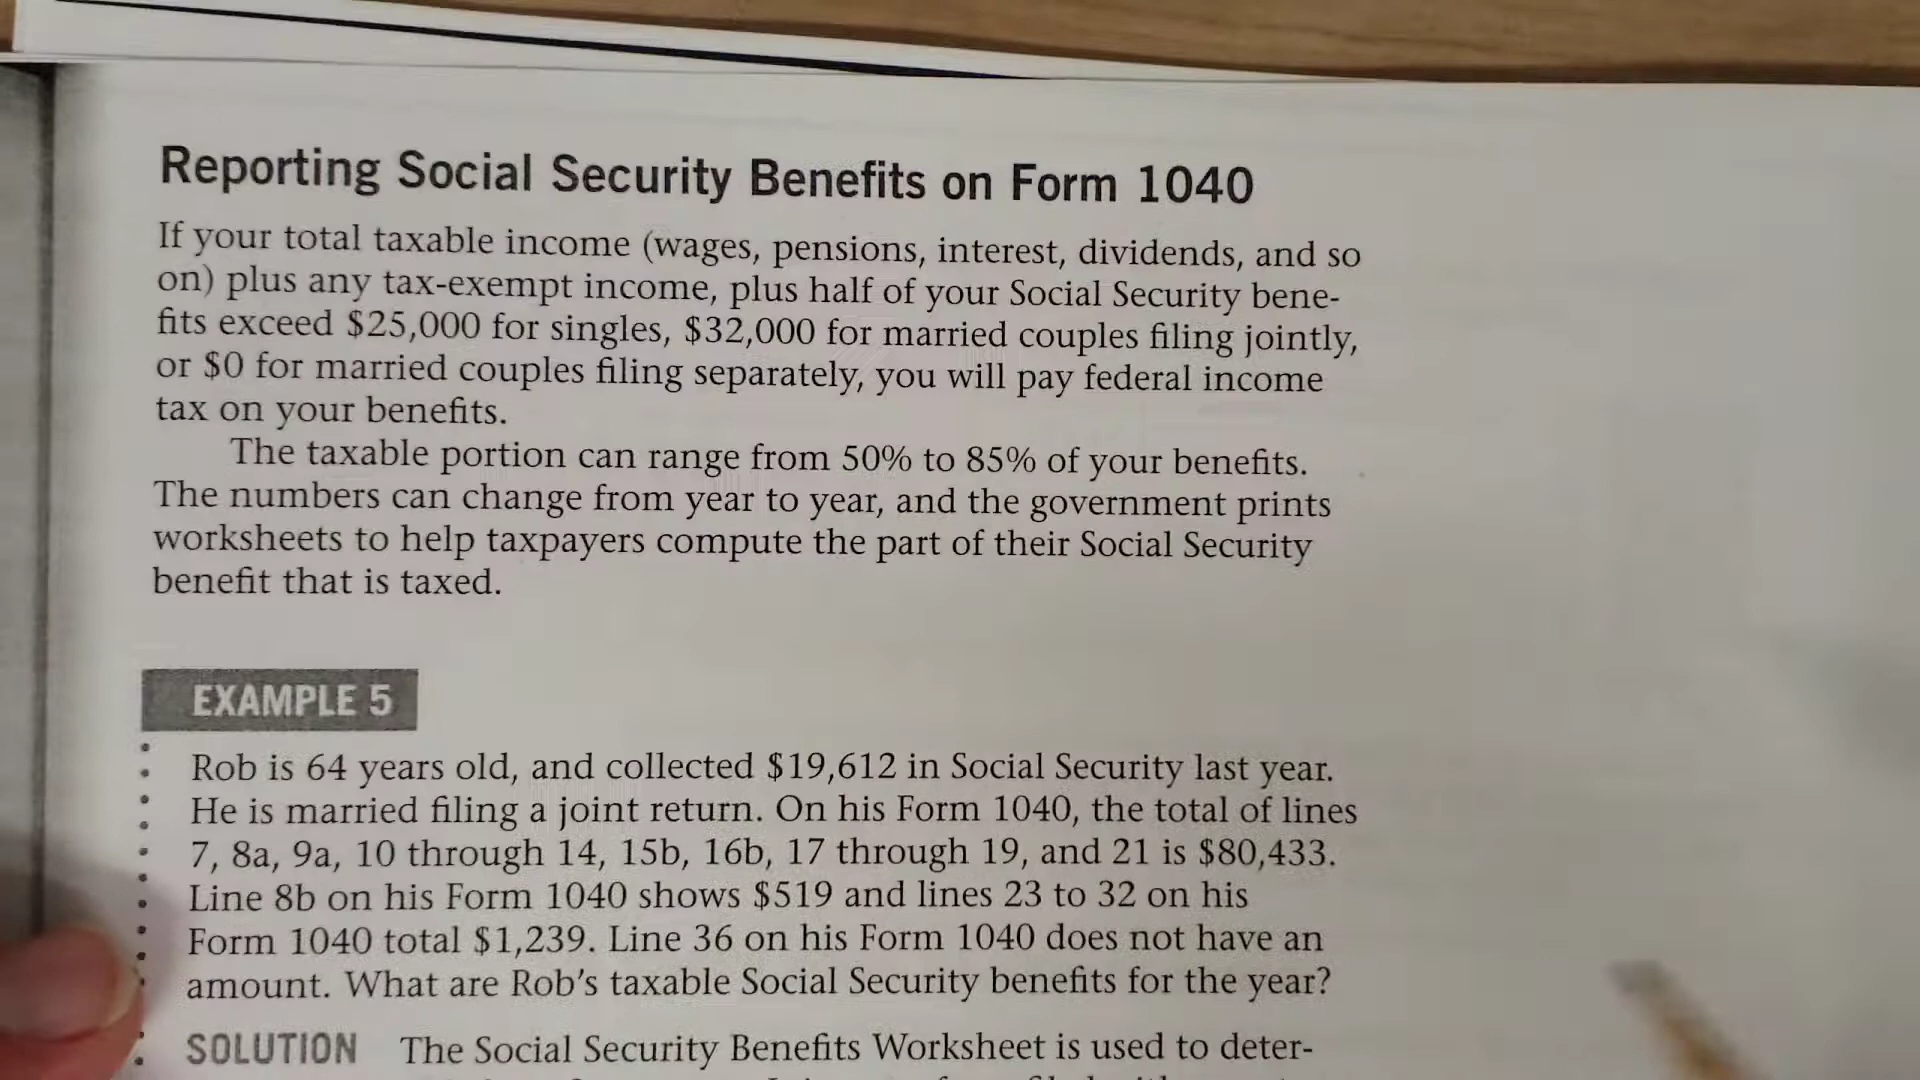 Reporting Social Security Benefits on Form 1040
If your total taxable income (wages, pensions, interest, dividends, and so
on) plus any tax-exempt income, plus half of your Social Security bene-
fits exceed $25,000 for singles, $32,000 for married couples filing jointly,
or $0 for married couples filing separately, you will pay federal income
tax on your benefits.
The taxable portion can range from 50% to 85% of your benefits.
The numbers can change from year to year, and the government prints
worksheets to help taxpayers compute the part of their Social Security
benefit that is taxed.
EXAMPLE 5
Rob is 64 years old, and collected $19,612 in Social Security last year.
He is married filing a joint return. On his Form 1040, the total of lines
7, 8a, 9a, 10 through 14, 15b, 16b, 17 through 19, and 21 is $80,433.
Line 8b on his Form 1040 shows $519 and lines 23 to 32 on his
Form 1040 total $1,239. Line 36 on his Form 1040 does not have an
amount. What are Rob's taxable Social Security benefits for the year?
SOLUTION The Social Security Benefits Worksheet is used to deter-